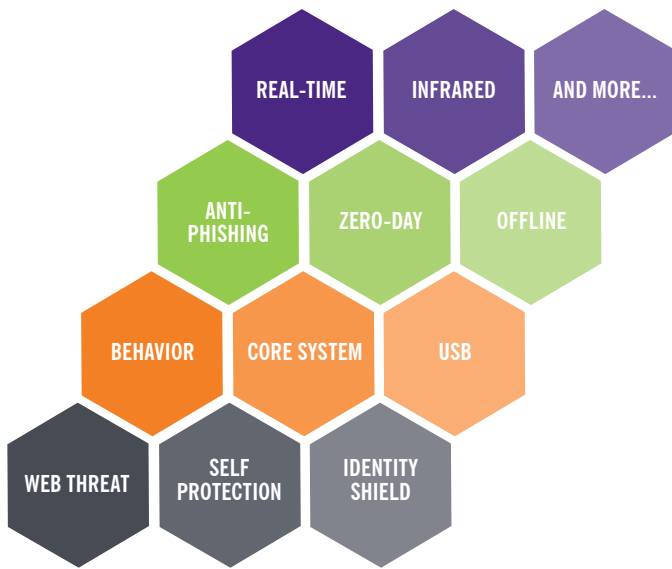 REAL-TIME
INFRARED
AND MORE...
ANTI-
PHISHING
ZERO-DAY
OFFLINE
BEHAVIOR
CORE SYSTEM
USB
WEB THREAT
SELF
PROTECTION
IDENTITY
SHIELD